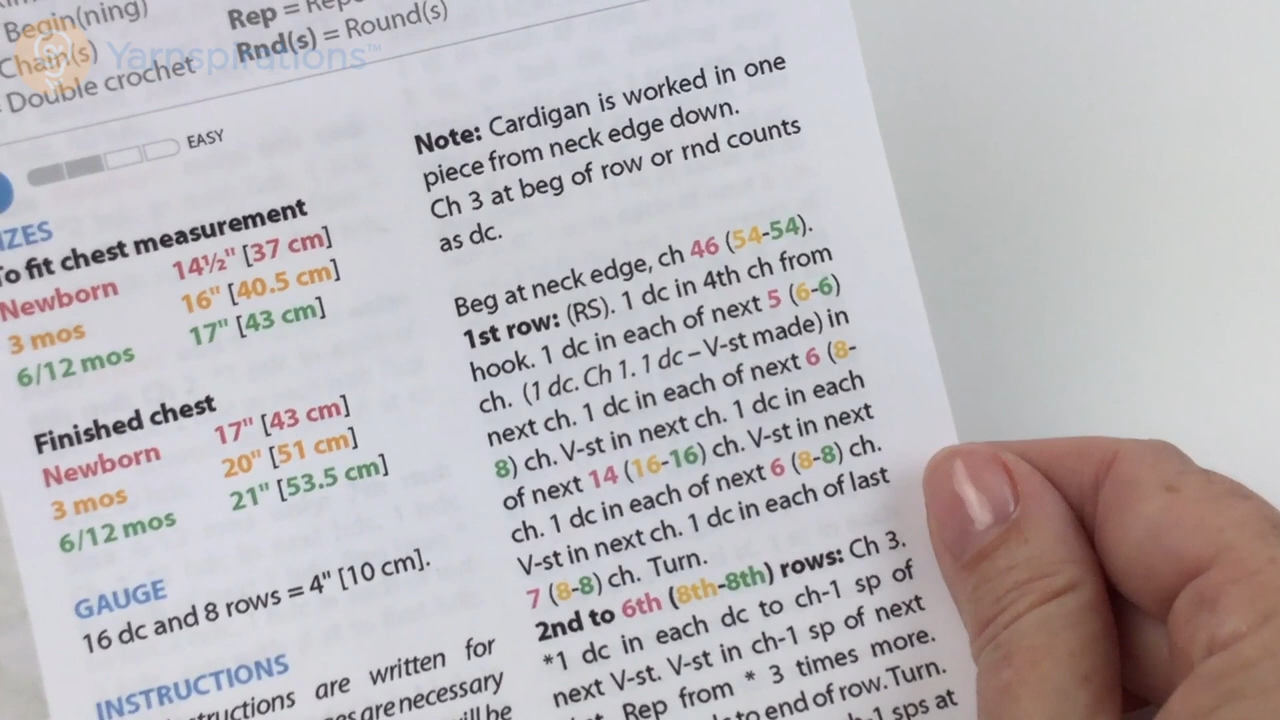 Begin(ning)
Chain(s)
Double crochet
Rep =
Rnd(s) = Round(s)
Yarnspirations™
EASY
To fit chest measurement
Newborn 14½" [37 cm]
3 mos 16" [40.5 cm]
6/12 mos 17" [43 cm]
Finished chest
Newborn 17" [43 cm]
3 mos 20" [51 cm]
6/12 mos 21" [53.5 cm]
GAUGE
16 dc and 8 rows = 4" [10 cm].
INSTRUCTIONS
are written for
are necessary
will be
Note: Cardigan is worked in one
piece from neck edge down.
Ch 3 at beg of row or rnd counts
as dc.
Beg at neck edge, ch 46 (54-54).
1st row: (RS). 1 dc in 4th ch from
hook. 1 dc in each of next 5 (6-6)
ch. (1 dc. Ch 1. 1 dc – V-st made) in
next ch. 1 dc in each of next 6 (8-
8) ch. V-st in next ch. 1 dc in each
of next 14 (16-16) ch. V-st in next
ch. 1 dc in each of next 6 (8-8) ch.
V-st in next ch. 1 dc in each of last
7 (8-8) ch. Turn.
2nd to 6th (8th-8th) rows: Ch 3.
*1 dc in each dc to ch-1 sp of
next V-st. V-st in ch-1 sp of next
Rep from * 3 times more.
to end of row. Turn.
sps at